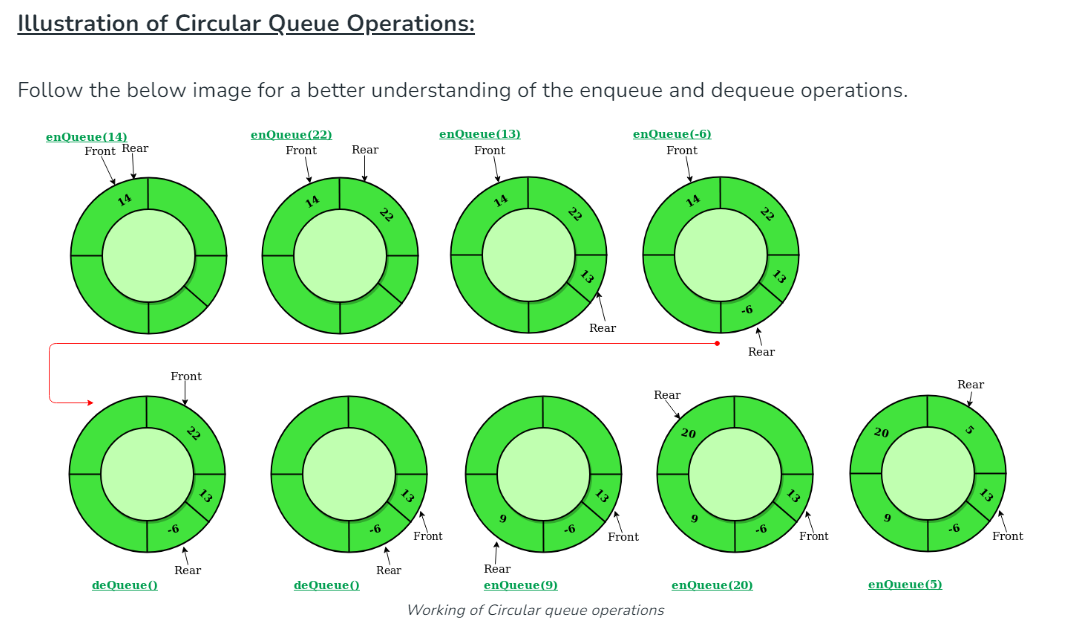 Illustration of Circular Queue Operations:
Follow the below image for a better understanding of the enqueue and dequeue operations.
enQueue(14)
Front Rear
14
enQueue(22)
Front Rear
14 22
enQueue(13)
Front
14 22
13
Rear
enQueue(-6)
Front
14 22
13
-6
Rear
Front
22
13
-6
Rear
deQueue()
13
-6
Front
Rear
deQueue()
13
9 -6
Front
Rear
enQueue(9)
Rear
20
13
9 -6
Front
enQueue(20)
Rear
20 5
13
9 -6
Front
enQueue(5)
Working of Circular queue operations